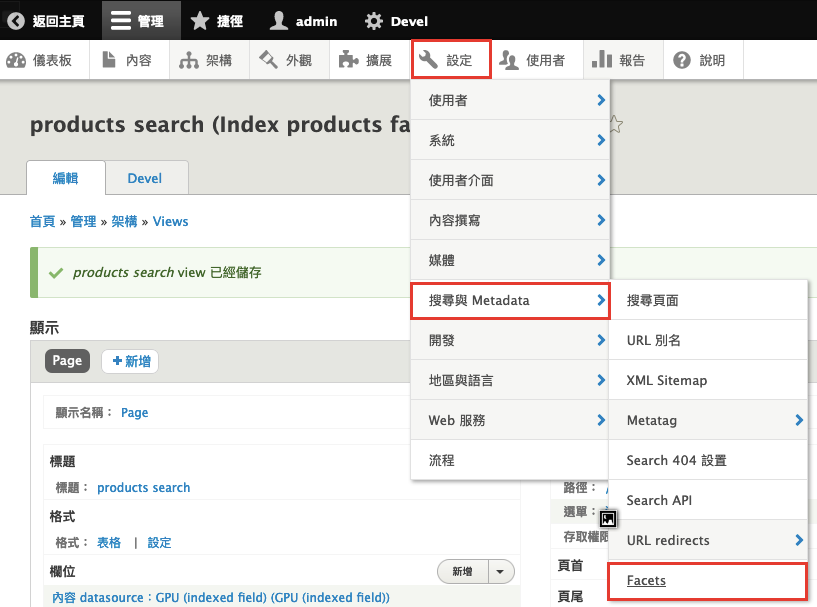 返回主頁 管理 捷徑 admin Devel
儀表板 內容 架構 外觀 擴展 設定 使用者 報告 說明
products search (Index products fa
編輯 Devel
首頁 » 管理 » 架構 » Views
products search view 已經儲存
顯示
Page 新增
顯示名稱： Page
標題
標題： products search
格式
格式： 表格 | 設定
欄位 新增
內容 datasource：GPU (indexed field) (GPU (indexed field))
使用者
系統
使用者介面
內容撰寫
媒體
搜尋與 Metadata
開發
地區與語言
Web 服務
流程
搜尋頁面
URL 別名
XML Sitemap
Metatag
Search 404 設置
Search API
URL redirects
Facets
路徑： /
選單：
存取權限
頁首
頁尾